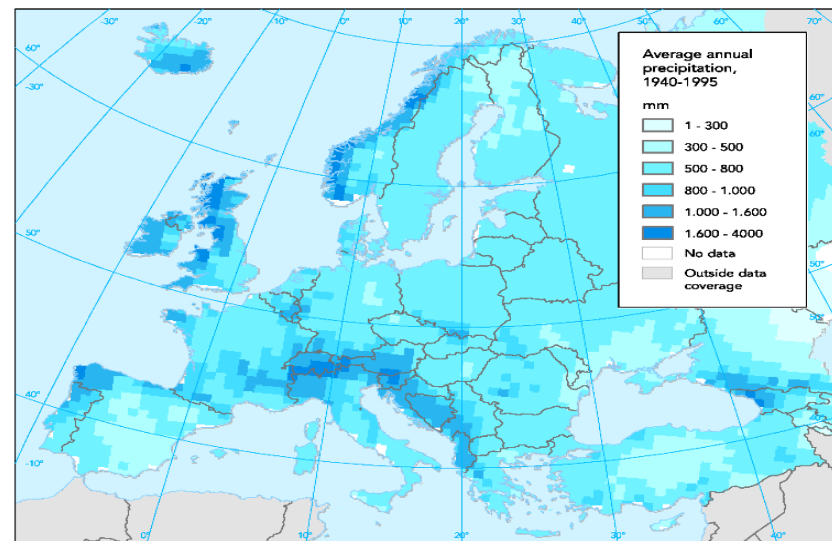 -30°
-20°
-10°
0°
10°
20°
30°
40°
50°
60°
70°
60°
-30°
50°
40°
-10°
0°
10°
20°
30°
40°
60°
50°
50°
40°
Average annual
precipitation,
1940-1995
mm
1 - 300
300 - 500
500 - 800
800 - 1.000
1.000 - 1.600
1.600 - 4000
No data
Outside data
coverage